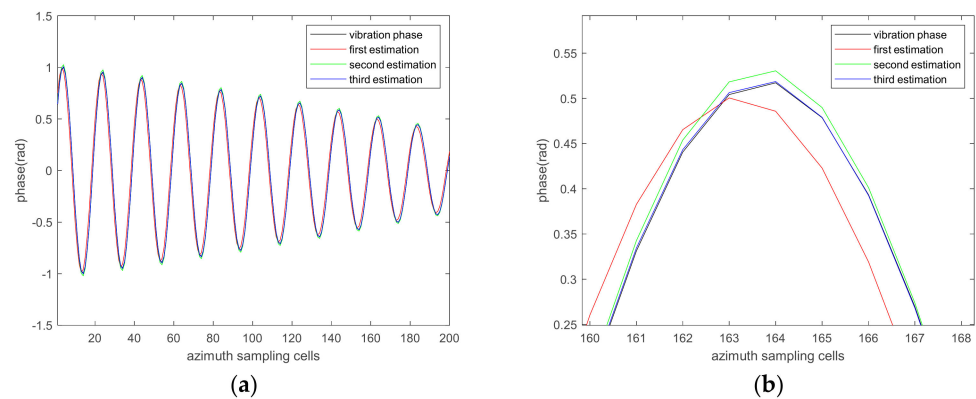 1.5
1
0.5
0
-0.5
-1
-1.5
phase(rad)
20 40 60 80 100 120 140 160 180 200
azimuth sampling cells
vibration phase
first estimation
second estimation
third estimation
(a)
0.55
0.5
0.45
0.4
0.35
0.3
0.25
phase(rad)
160 161 162 163 164 165 166 167 168
azimuth sampling cells
vibration phase
first estimation
second estimation
third estimation
(b)